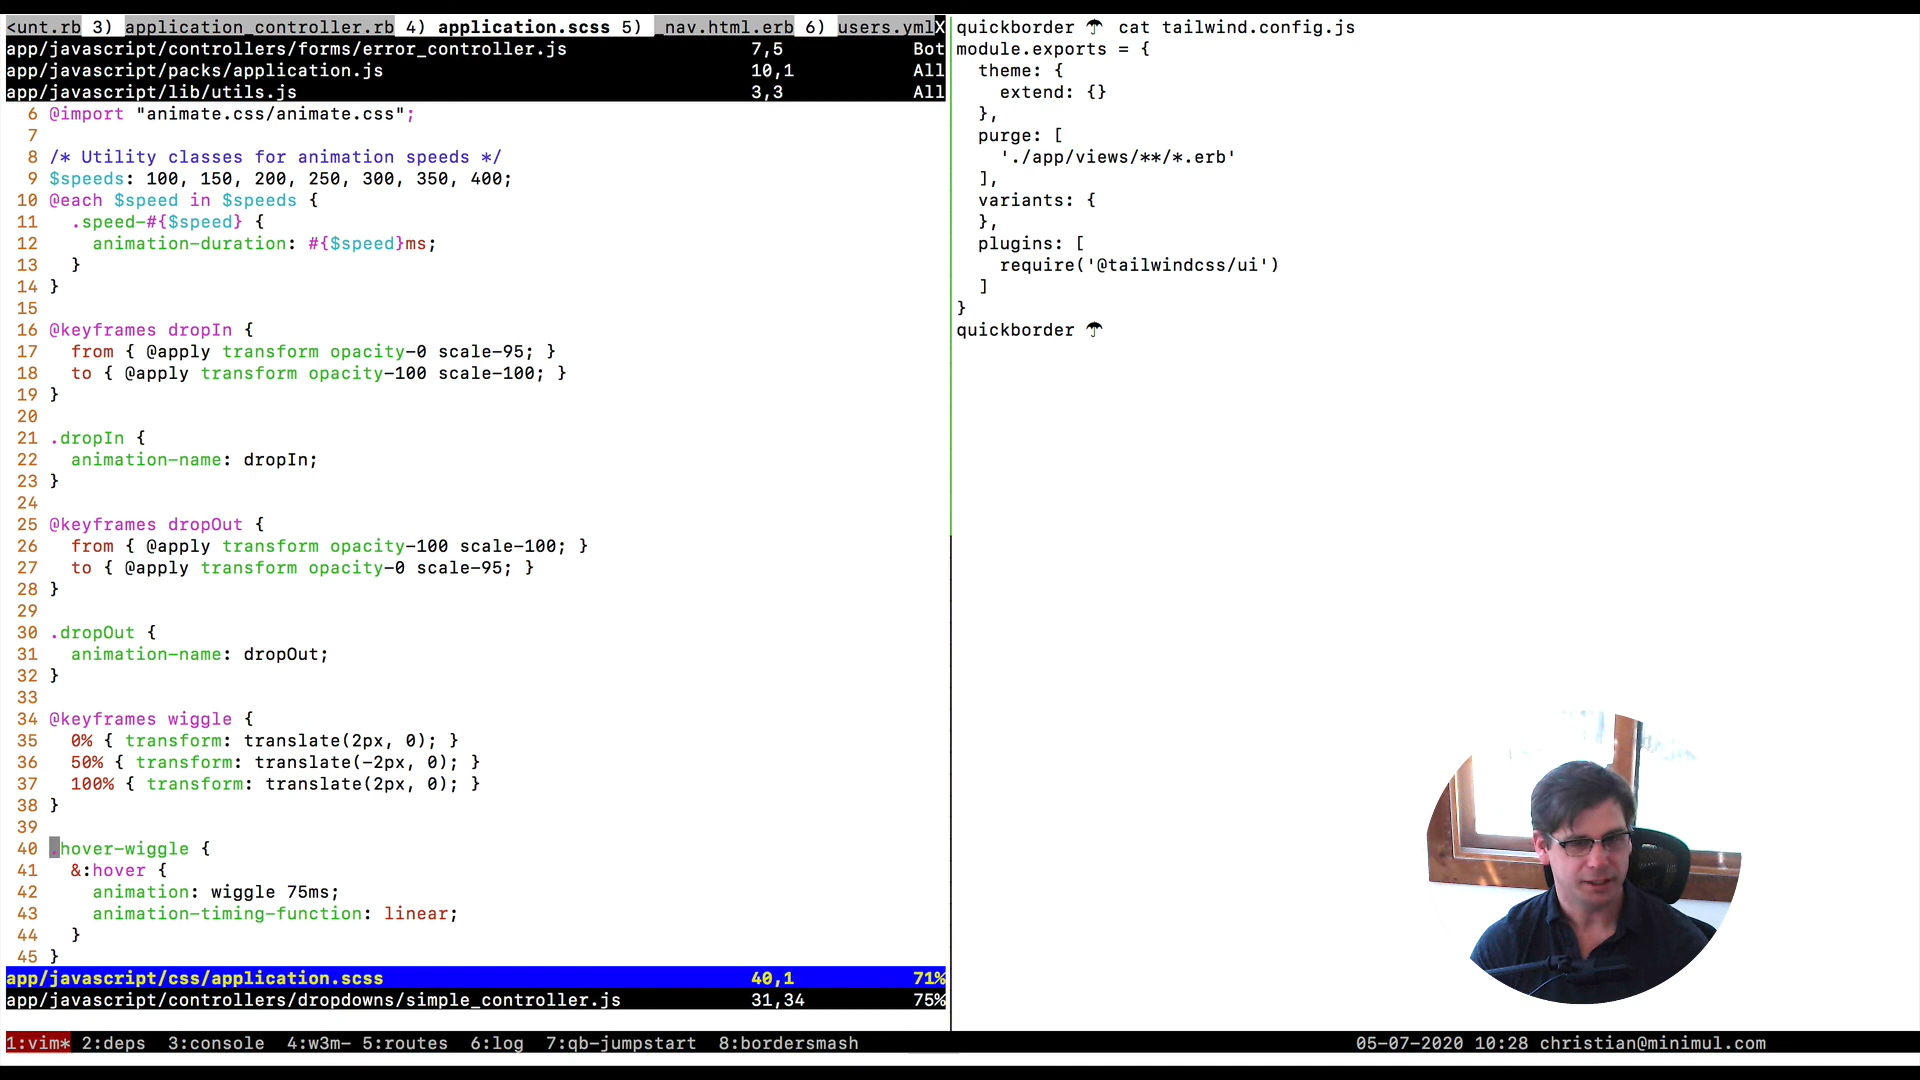 <unt.rb 3) application_controller.rb 4) application.scss 5) _nav.html.erb 6) users.ymlX
app/javascript/controllers/forms/error_controller.js 7,5 Bot
app/javascript/packs/application.js 10,1 All
app/javascript/lib/utils.js 3,3 All
6 @import "animate.css/animate.css";
7
8 /* Utility classes for animation speeds */
9 $speeds: 100, 150, 200, 250, 300, 350, 400;
10 @each $speed in $speeds {
11   .speed-#{$speed} {
12     animation-duration: #{$speed}ms;
13   }
14 }
15
16 @keyframes dropIn {
17   from { @apply transform opacity-0 scale-95; }
18   to { @apply transform opacity-100 scale-100; }
19 }
20
21 .dropIn {
22   animation-name: dropIn;
23 }
24
25 @keyframes dropOut {
26   from { @apply transform opacity-100 scale-100; }
27   to { @apply transform opacity-0 scale-95; }
28 }
29
30 .dropOut {
31   animation-name: dropOut;
32 }
33
34 @keyframes wiggle {
35   0% { transform: translate(2px, 0); }
36   50% { transform: translate(-2px, 0); }
37   100% { transform: translate(2px, 0); }
38 }
39
40 .hover-wiggle {
41   &:hover {
42     animation: wiggle 75ms;
43     animation-timing-function: linear;
44   }
45 }
app/javascript/css/application.scss 40,1 71%
app/javascript/controllers/dropdowns/simple_controller.js 31,34 75%
quickborder ☂ cat tailwind.config.js
module.exports = {
  theme: {
    extend: {}
  },
  purge: [
    './app/views/**/*.erb'
  ],
  variants: {
  },
  plugins: [
    require('@tailwindcss/ui')
  ]
}
quickborder ☂
1:vim* 2:deps 3:console 4:w3m- 5:routes 6:log 7:qb-jumpstart 8:bordersmash 05-07-2020 10:28 christian@minimul.com